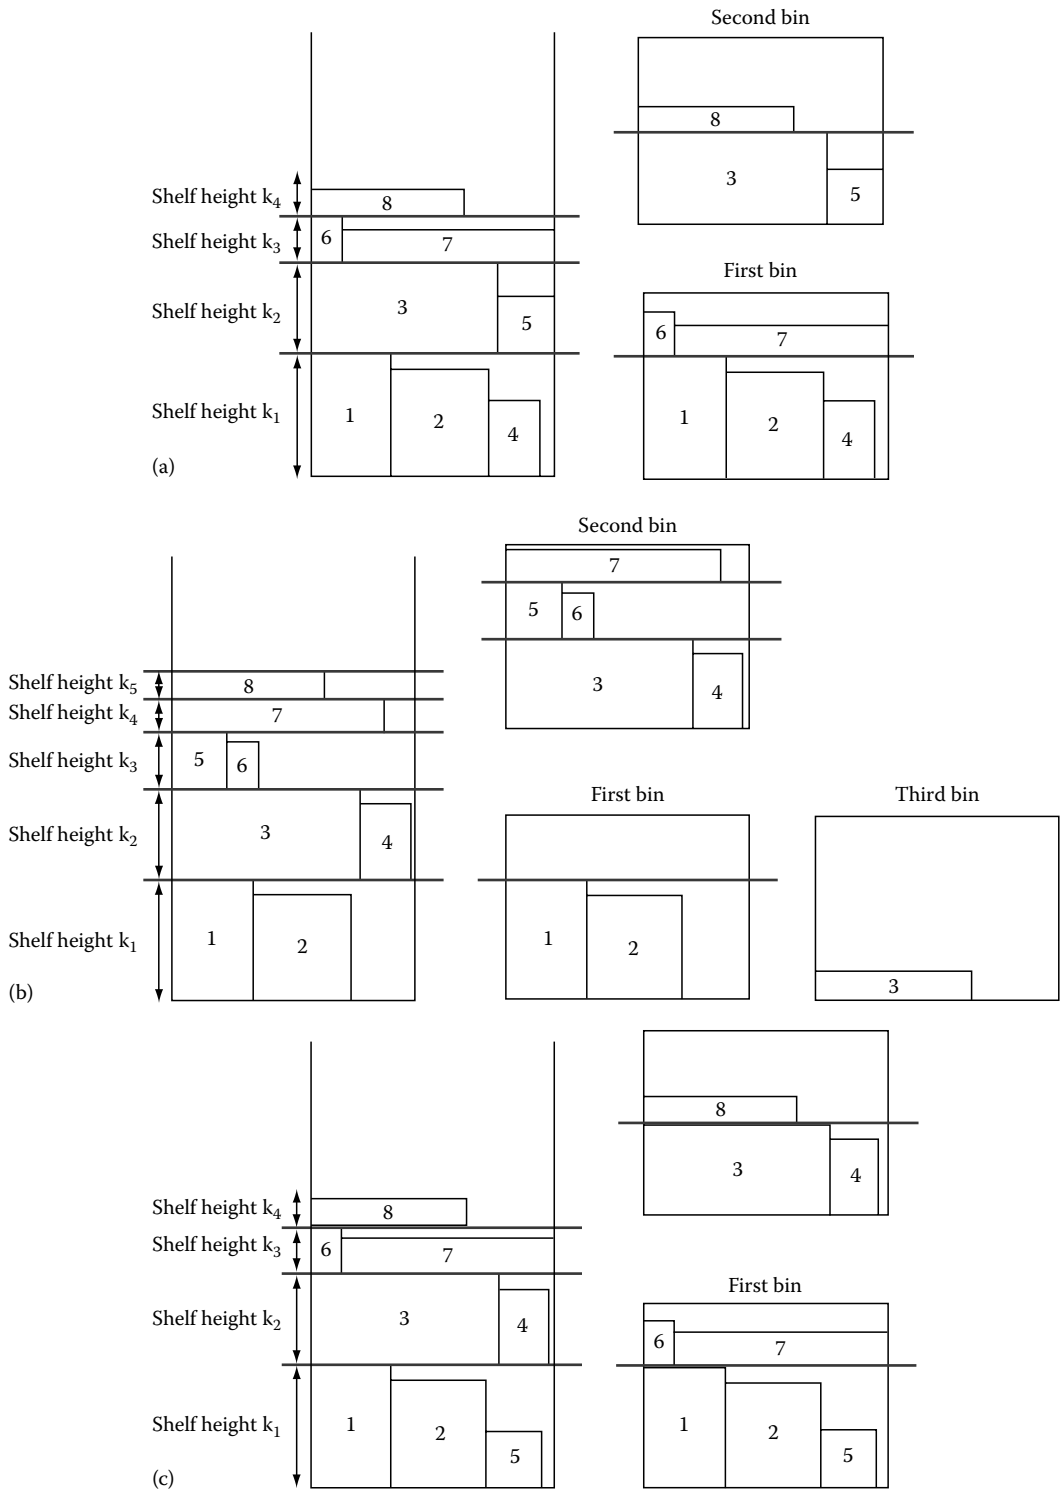 Second bin
8
3
5
Shelf height k4
8
Shelf height k3
6
7
Shelf height k2
3
5
Shelf height k1
1
2
4
First bin
6
7
1
2
4
(a)
Second bin
7
5
6
3
4
Shelf height k5
8
Shelf height k4
7
Shelf height k3
5
6
Shelf height k2
3
4
Shelf height k1
1
2
First bin
1
2
Third bin
3
(b)
8
3
4
Shelf height k4
8
Shelf height k3
6
7
Shelf height k2
3
4
Shelf height k1
1
2
5
First bin
6
7
1
2
5
(c)